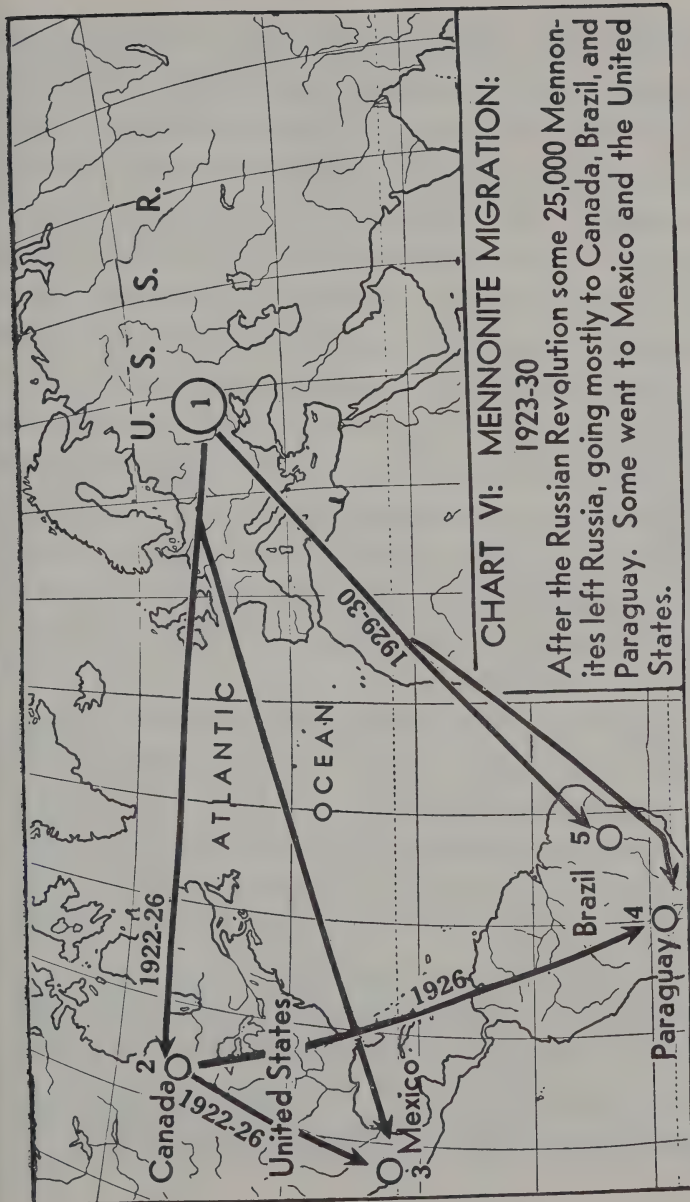 CHART VI: MENNONITE MIGRATION:
1923-30
After the Russian Revolution some 25,000 Mennon-
ites left Russia, going mostly to Canada, Brazil, and
Paraguay. Some went to Mexico and the United
States.
U. S. S. R.
1
ATLANTIC
OCEAN
1922-26
2
Canada
1922-26
United States
Mexico
3
1926
1929-30
5
Brazil
4
Paraguay